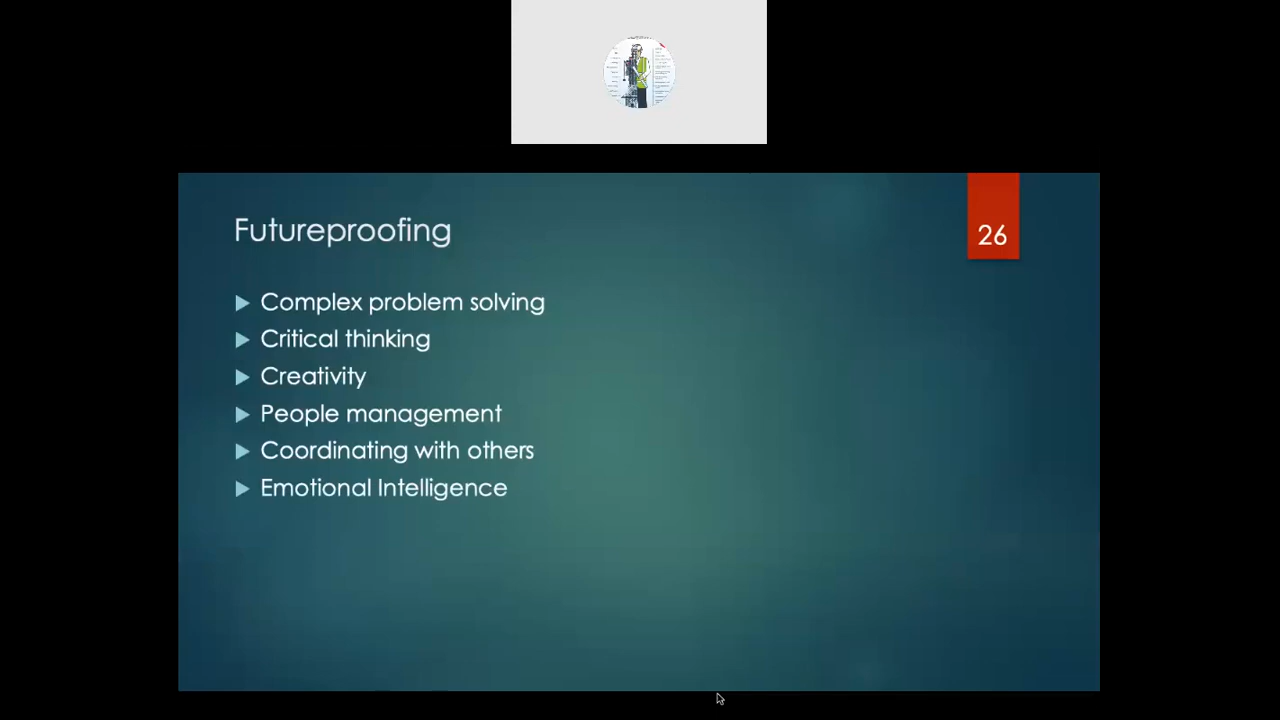 Futureproofing
26
Complex problem solving
Critical thinking
Creativity
People management
Coordinating with others
Emotional Intelligence